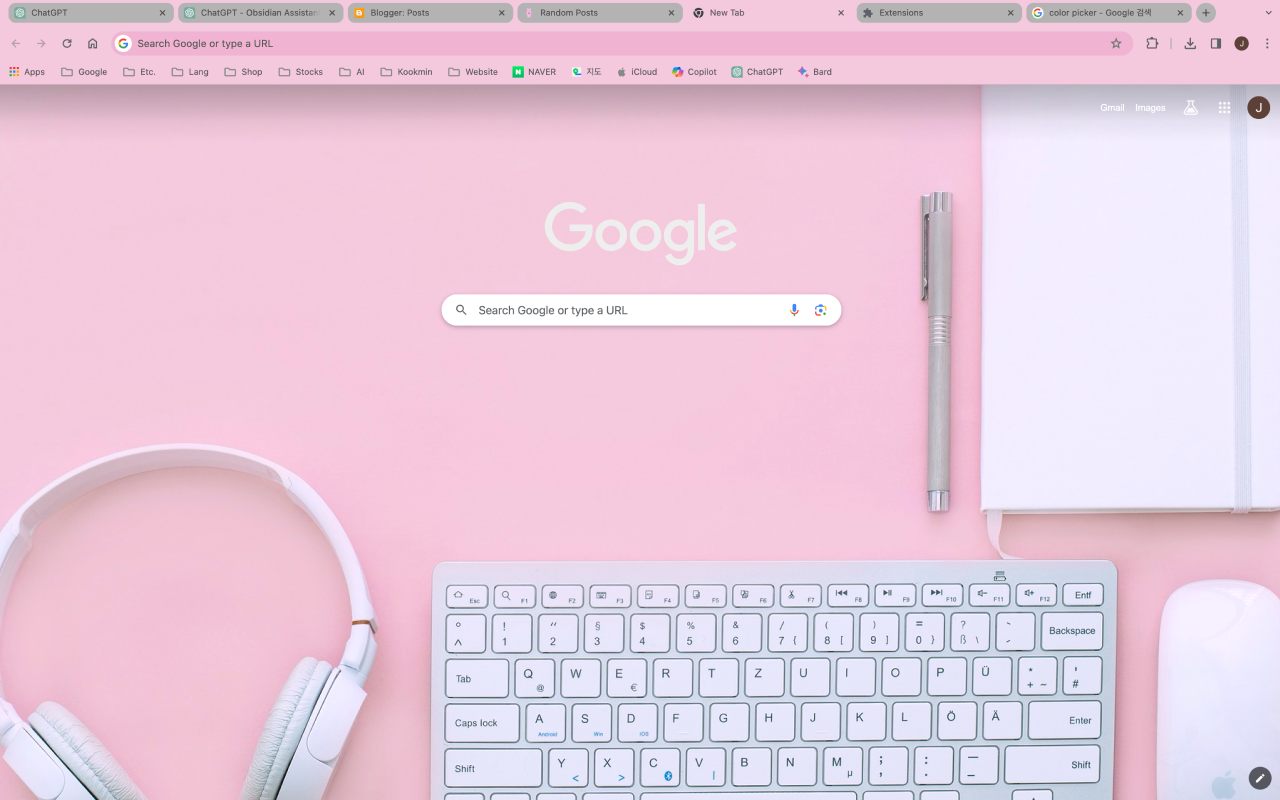 ChatGPT
ChatGPT - Obsidian Assistan
Blogger: Posts
Random Posts
New Tab
Extensions
color picker - Google 검색
Search Google or type a URL
J
Apps
Google
Etc.
Lang
Shop
Stocks
AI
Kookmin
Website
NAVER
지도
iCloud
Copilot
ChatGPT
Bard
Gmail
Images
J
Google
Search Google or type a URL
Esc F1 F2 F3 F4 F5 F6 F7 F8 F9 F10 F11 F12 Entf
° ! “ § $ % & / ( ) = ?
^ 1 2 3 4 5 6 7 { 8 [ 9 ] 0 } ß \ Backspace
Tab Q @ W E € R T Z U I O P Ü * + ~ ' #
Caps lock A Android S Win D iOS F G H J K L Ö Ä Enter
Shift Y < X > C V | B N M µ ; , : . — – Shift